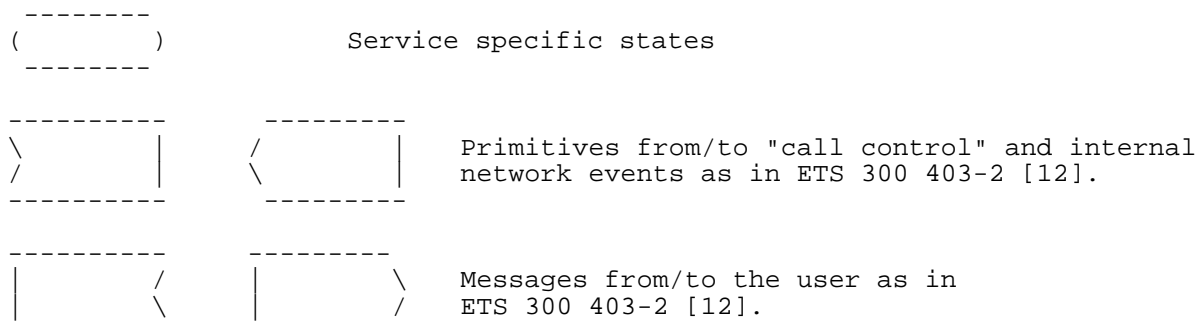 Service specific states
Primitives from/to "call control" and internal
network events as in ETS 300 403-2 [12].
Messages from/to the user as in
ETS 300 403-2 [12].